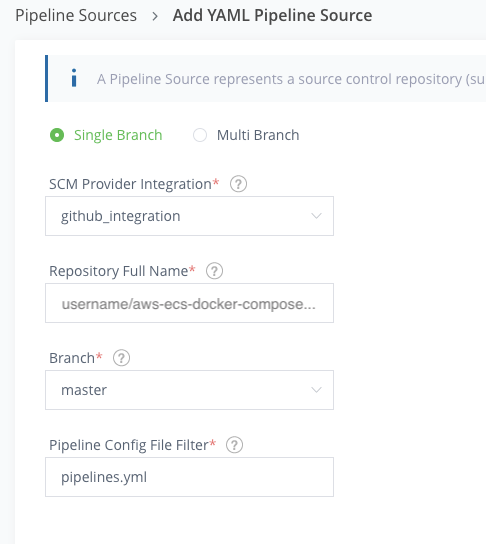 Pipeline Sources > Add YAML Pipeline Source
A Pipeline Source represents a source control repository (su
Single Branch Multi Branch
SCM Provider Integration* ?
github_integration
Repository Full Name* ?
username/aws-ecs-docker-compose...
Branch* ?
master
Pipeline Config File Filter* ?
pipelines.yml